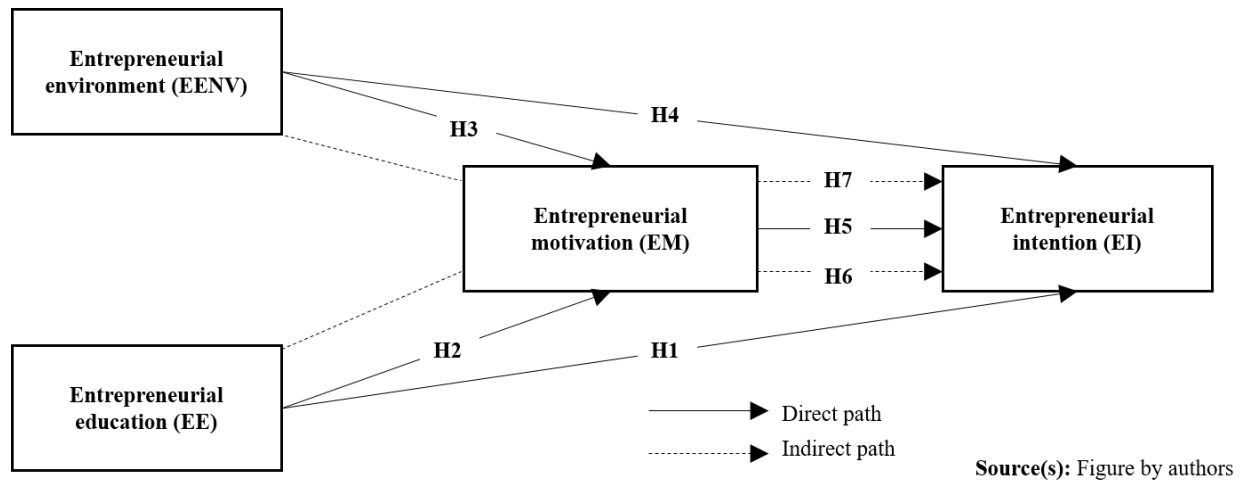 Entrepreneurial
environment (EENV)
H3
H4
Entrepreneurial
motivation (EM)
H7
H5
H6
Entrepreneurial
intention (EI)
H2
H1
Entrepreneurial
education (EE)
Direct path
Indirect path
Source(s): Figure by authors